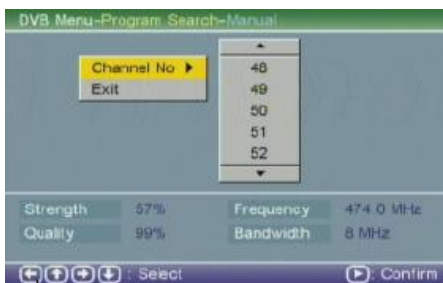 DVB Menu-Program Search-Manual
Channel No
Exit
48
49
50
51
52
Strength 57% Frequency 474.0 MHz
Quality 99% Bandwidth 8 MHz
: Select : Confirm